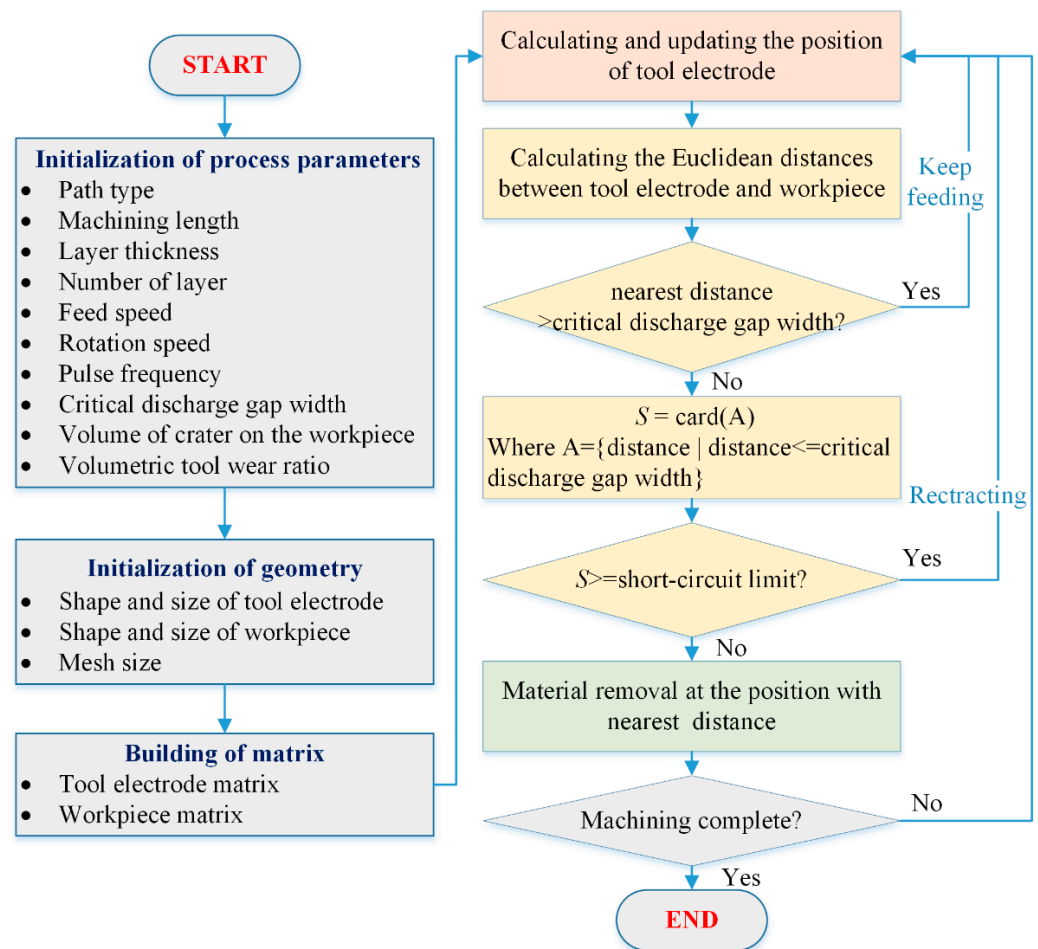 START
Initialization of process parameters
• Path type
• Machining length
• Layer thickness
• Number of layer
• Feed speed
• Rotation speed
• Pulse frequency
• Critical discharge gap width
• Volume of crater on the workpiece
• Volumetric tool wear ratio
Initialization of geometry
• Shape and size of tool electrode
• Shape and size of workpiece
• Mesh size
Building of matrix
• Tool electrode matrix
• Workpiece matrix
Calculating and updating the position
of tool electrode
Calculating the Euclidean distances
between tool electrode and workpiece
Keep
feeding
nearest distance
>critical discharge gap width?
Yes
No
S = card(A)
Where A={distance | distance<=critical
discharge gap width}
Rectracting
S>=short-circuit limit?
Yes
No
Material removal at the position with
nearest distance
Machining complete?
No
Yes
END